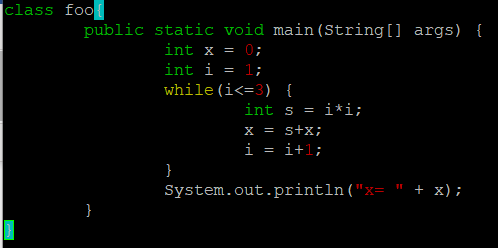 class foo{
public static void main(String[] args) {
int x = 0;
int i = 1;
while(i<=3) {
int s = i*i;
x = s+x;
i = i+1;
}
System.out.println("x= " + x);
}
}